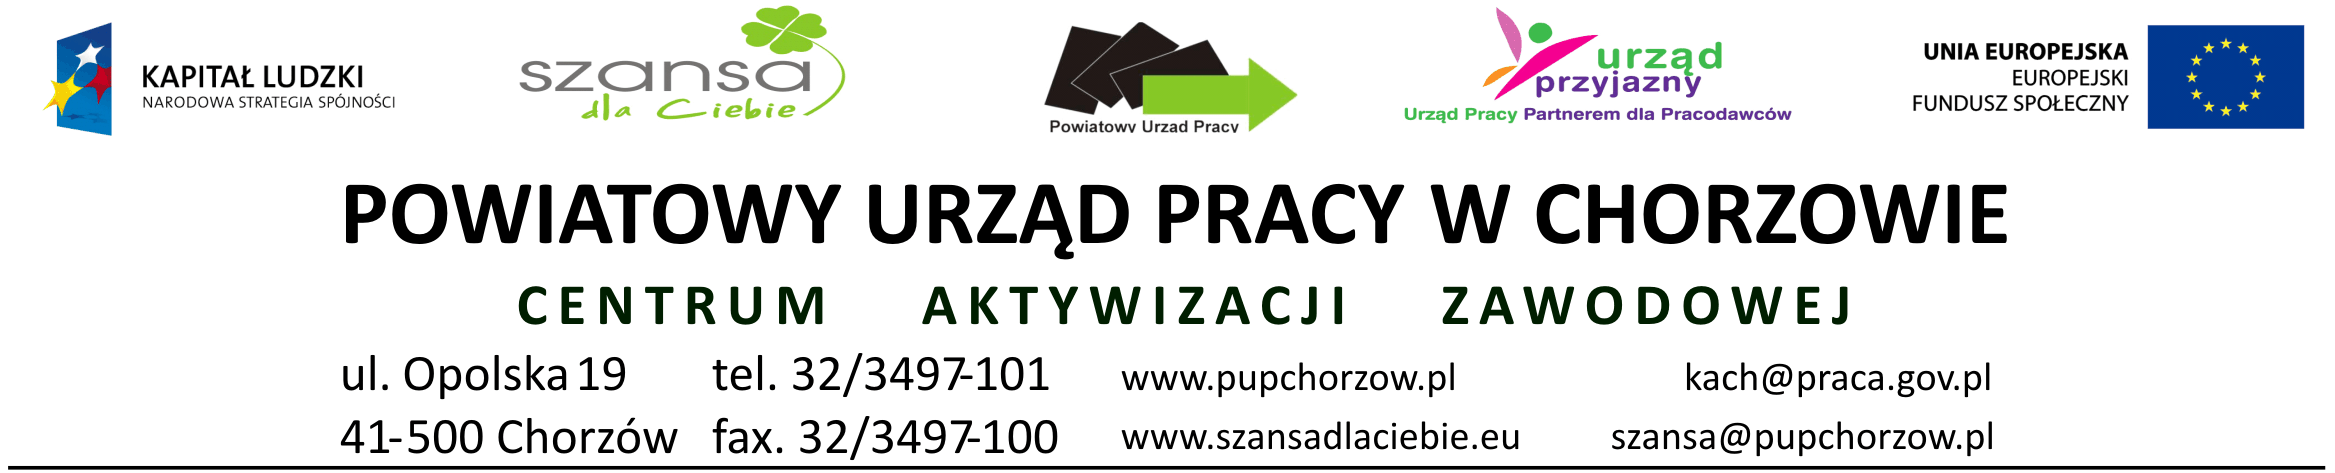 KAPITAŁ LUDZKI
NARODOWA STRATEGIA SPÓJNOŚCI
szansa
dla Ciebie
Powiatowy Urzad Pracy
urząd
przyjazny
Urząd Pracy Partnerem dla Pracodawców
UNIA EUROPEJSKA
EUROPEJSKI
FUNDUSZ SPOŁECZNY
POWIATOWY URZĄD PRACY W CHORZOWIE
CENTRUM AKTYWIZACJI ZAWODOWEJ
ul. Opolska 19 tel. 32/3497-101 www.pupchorzow.pl kach@praca.gov.pl
41-500 Chorzów fax. 32/3497-100 www.szansadlaciebie.eu szansa@pupchorzow.pl